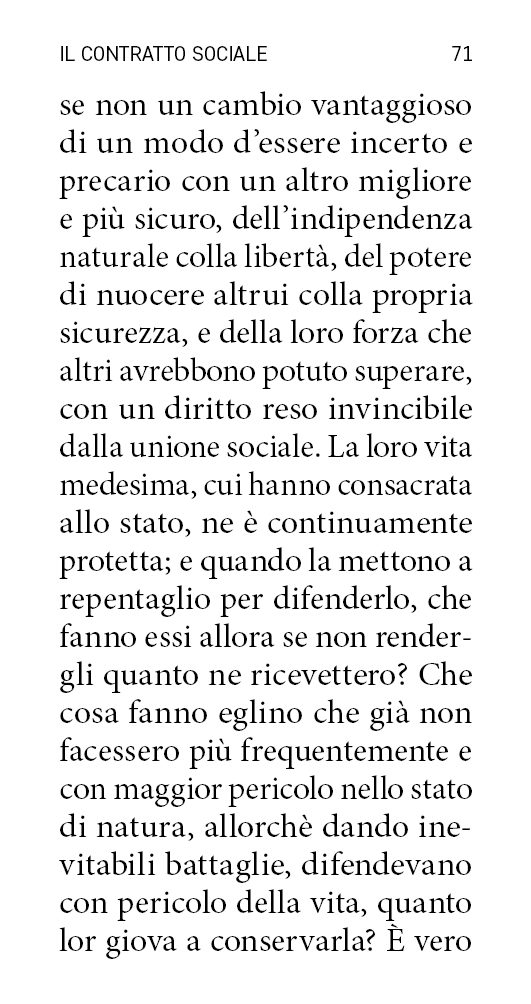 IL CONTRATTO SOCIALE 71
se non un cambio vantaggioso
di un modo d’essere incerto e
precario con un altro migliore
e più sicuro, dell’indipendenza
naturale colla libertà, del potere
di nuocere altrui colla propria
sicurezza, e della loro forza che
altri avrebbono potuto superare,
con un diritto reso invincibile
dalla unione sociale. La loro vita
medesima, cui hanno consacrata
allo stato, ne è continuamente
protetta; e quando la mettono a
repentaglio per difenderlo, che
fanno essi allora se non render-
gli quanto ne ricevettero? Che
cosa fanno eglino che già non
facessero più frequentemente e
con maggior pericolo nello stato
di natura, allorchè dando ine-
vitabili battaglie, difendevano
con pericolo della vita, quanto
lor giova a conservarla? È vero